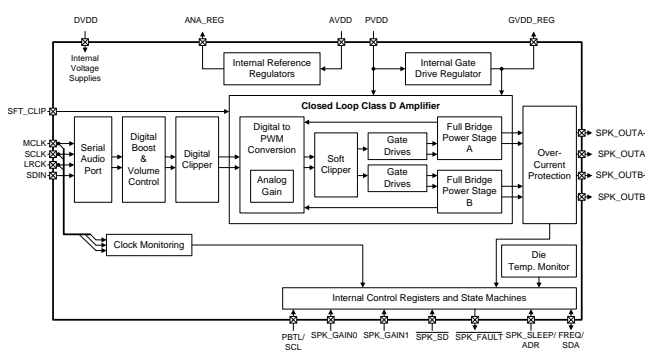 DVDD
ANA_REG
AVDD
PVDD
GVDD_REG
Internal
Voltage
Supplies
Internal Reference
Regulators
Internal Gate
Drive Regulator
SFT_CLIP
Closed Loop Class D Amplifier
MCLK
SCLK
LRCK
SDIN
Serial
Audio
Port
Digital
Boost
&
Volume
Control
Digital
Clipper
Digital to
PWM
Conversion
Analog
Gain
Soft
Clipper
Gate
Drives
Gate
Drives
Full Bridge
Power Stage
A
Full Bridge
Power Stage
B
Over-
Current
Protection
SPK_OUTA-
SPK_OUTA
SPK_OUTB-
SPK_OUTB
Clock Monitoring
Die
Temp. Monitor
Internal Control Registers and State Machines
PBTL/
SCL
SPK_GAIN0
SPK_GAIN1
SPK_SD
SPK_FAULT
SPK_SLEEP/
ADR
FREQ/
SDA